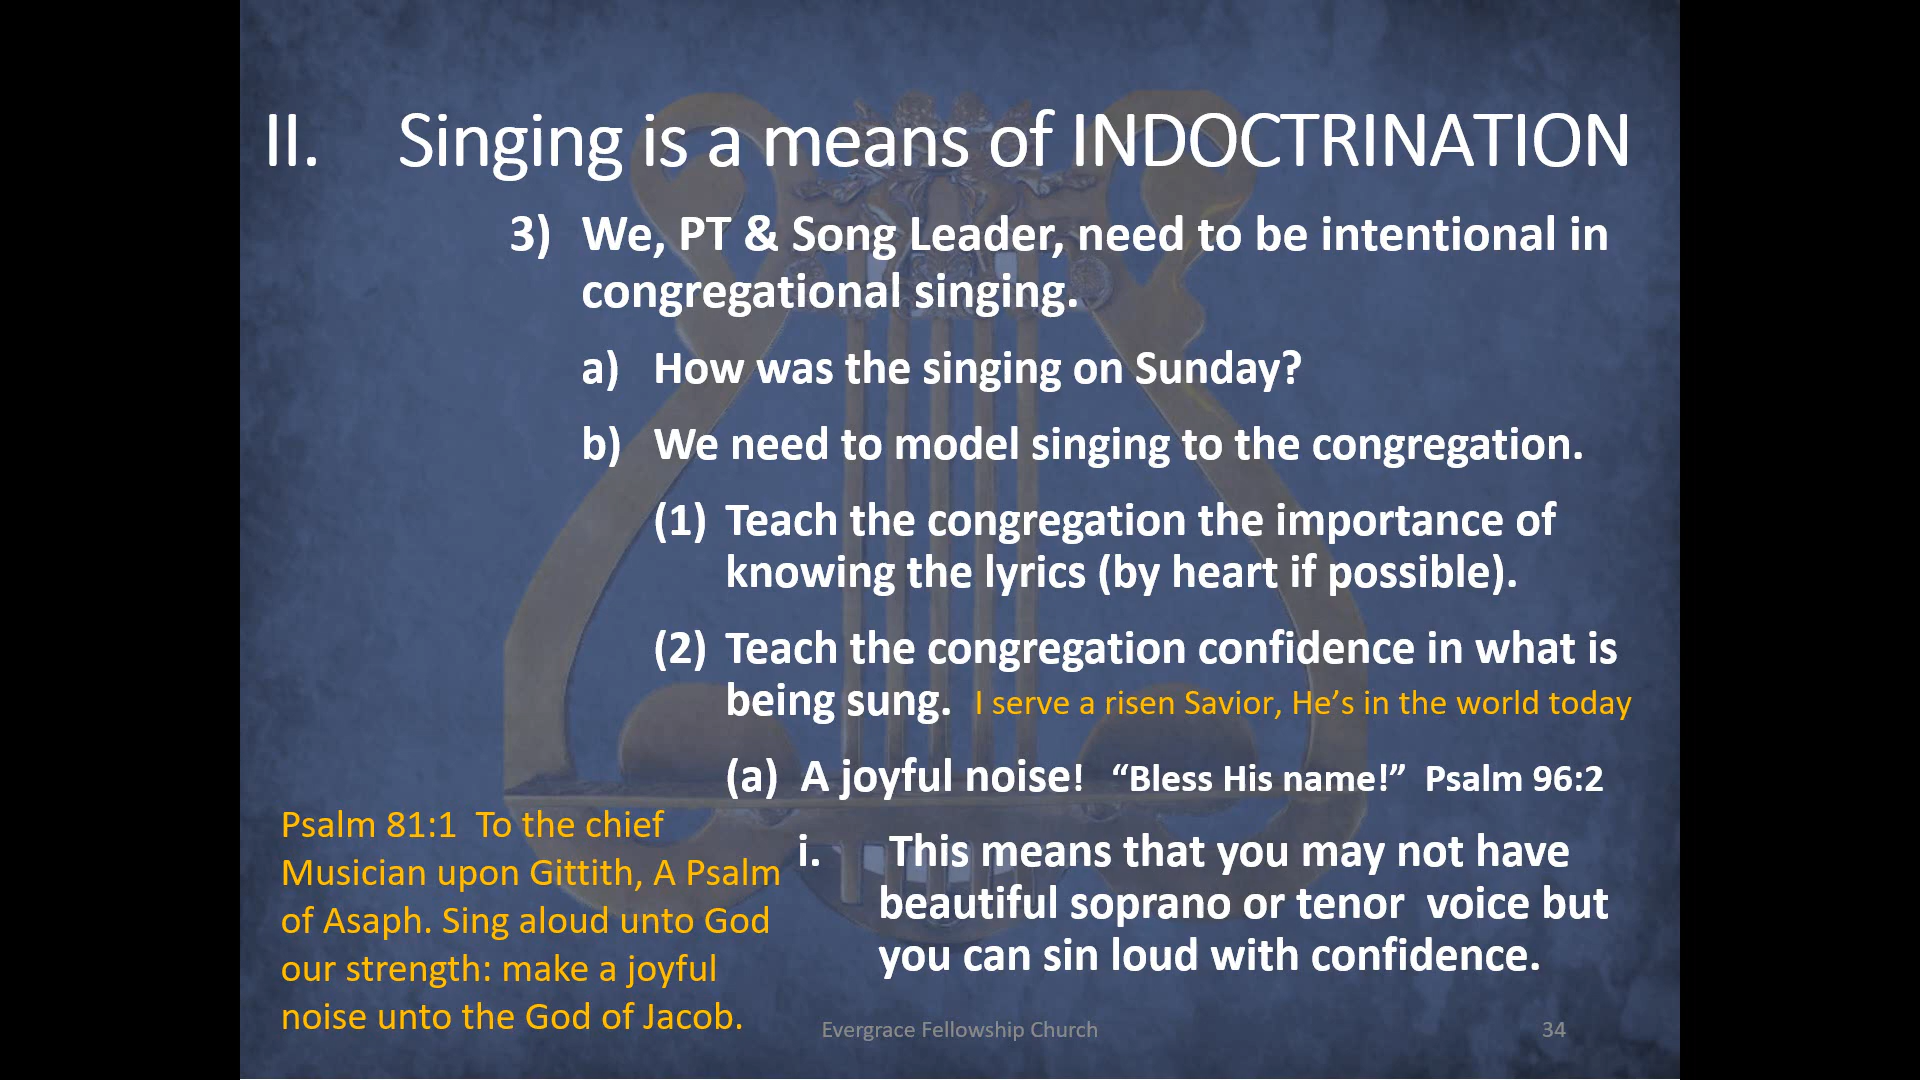 II. Singing is a means of INDOCTRINATION
3) We, PT & Song Leader, need to be intentional in
congregational singing.
a) How was the singing on Sunday?
b) We need to model singing to the congregation.
(1) Teach the congregation the importance of
knowing the lyrics (by heart if possible).
(2) Teach the congregation confidence in what is
being sung. I serve a risen Savior, He’s in the world today
(a) A joyful noise! “Bless His name!” Psalm 96:2
i. This means that you may not have
beautiful soprano or tenor voice but
you can sin loud with confidence.
Psalm 81:1 To the chief
Musician upon Gittith, A Psalm
of Asaph. Sing aloud unto God
our strength: make a joyful
noise unto the God of Jacob.
Evergrace Fellowship Church
34